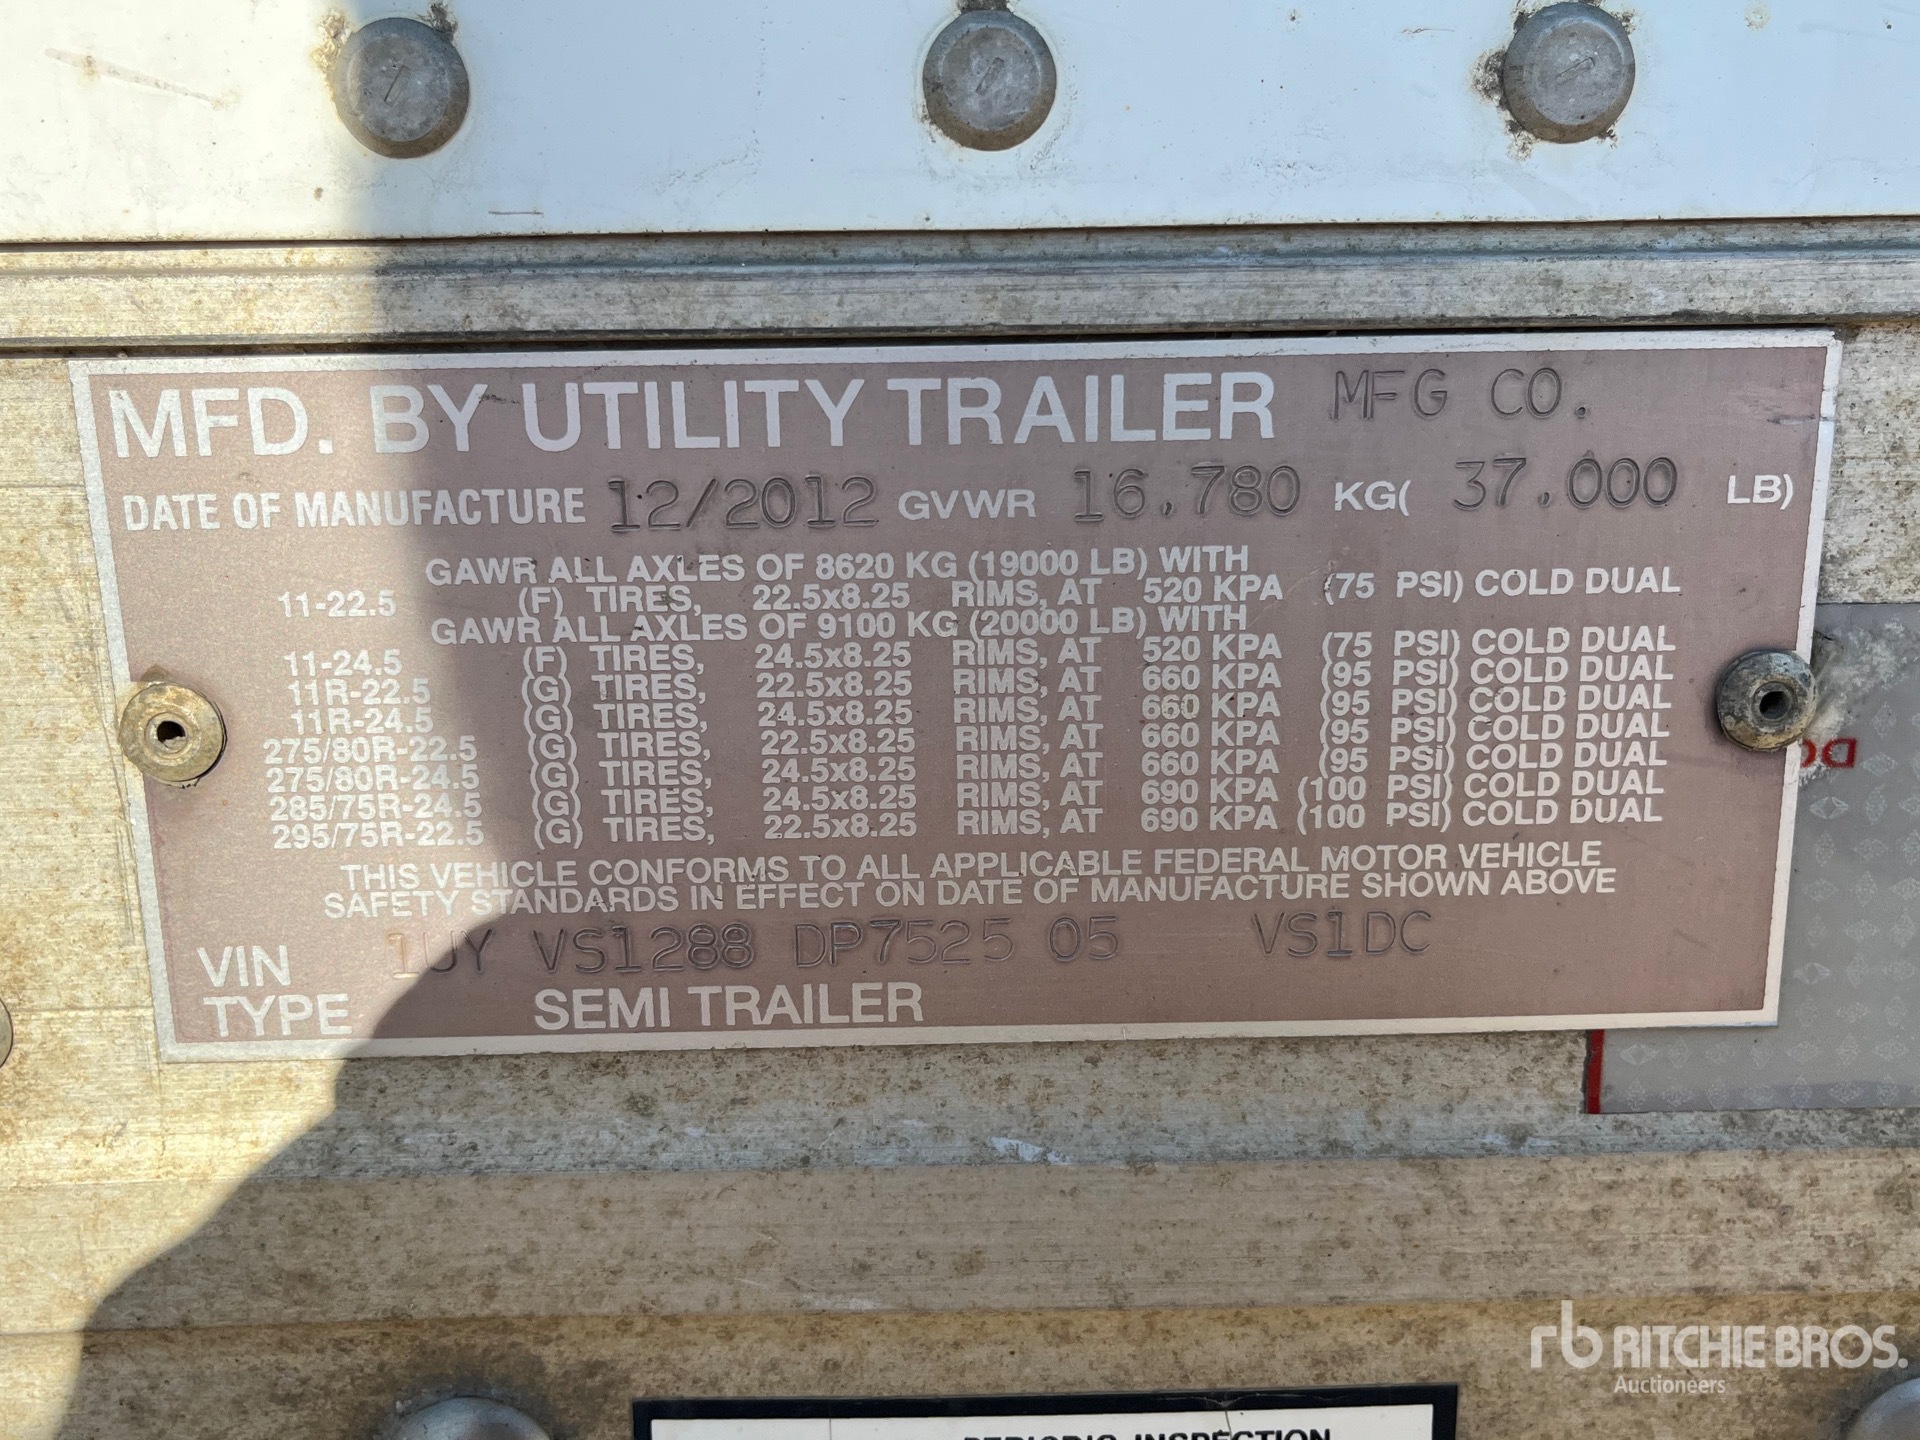 MFD. BY UTILITY TRAILER MFG CO.
DATE OF MANUFACTURE 12/2012 GVWR 16,780 KG( 37,000 LB)
GAWR ALL AXLES OF 8620 KG (19000 LB) WITH
11-22.5 (F) TIRES, 22.5x8.25 RIMS, AT 520 KPA (75 PSI) COLD DUAL
GAWR ALL AXLES OF 9100 KG (20000 LB) WITH
11-24.5 (F) TIRES, 24.5x8.25 RIMS, AT 520 KPA (75 PSI) COLD DUAL
11R-22.5 (G) TIRES, 22.5x8.25 RIMS, AT 660 KPA (95 PSI) COLD DUAL
11R-24.5 (G) TIRES, 24.5x8.25 RIMS, AT 660 KPA (95 PSI) COLD DUAL
275/80R-22.5 (G) TIRES, 22.5x8.25 RIMS, AT 660 KPA (95 PSI) COLD DUAL
275/80R-24.5 (G) TIRES, 24.5x8.25 RIMS, AT 660 KPA (95 PSI) COLD DUAL
285/75R-24.5 (G) TIRES, 24.5x8.25 RIMS, AT 690 KPA (100 PSI) COLD DUAL
295/75R-22.5 (G) TIRES, 22.5x8.25 RIMS, AT 690 KPA (100 PSI) COLD DUAL
THIS VEHICLE CONFORMS TO ALL APPLICABLE FEDERAL MOTOR VEHICLE
SAFETY STANDARDS IN EFFECT ON DATE OF MANUFACTURE SHOWN ABOVE
VIN 1UY VS1288 DP7525 05 VS1DC
TYPE SEMI TRAILER
rb RITCHIE BROS.
Auctioneers
PERIODIC INSPECTION